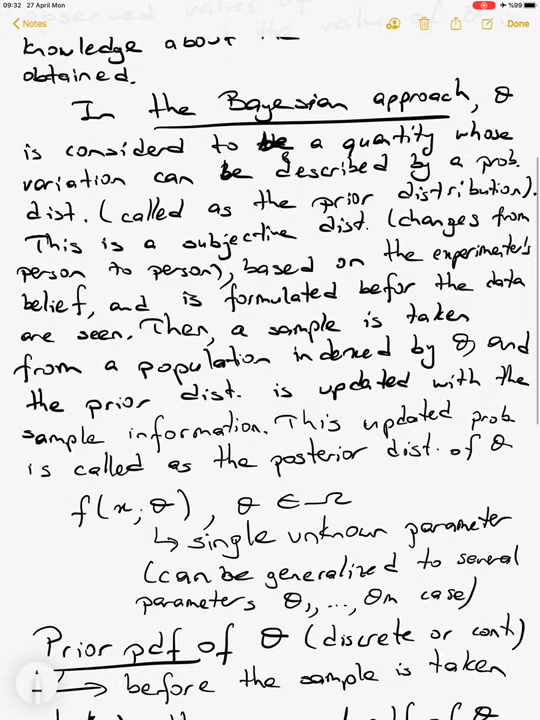 09:32 27 April Mon
%99
Notes
Done
knowledge about
obtained.
In the Bayesian approach, θ
is considerd to be a quantity whose
variation can be described by a prob.
dist. (called as the prior distribution).
This is a subjective dist. (changes from
person to person), based on the experimenter's
belief, and is formulated befor the data
are seen. Then, a sample is taken
from a population indexed by θ, and
the prior dist. is updated with the
sample information. This updated prob.
is called as the posterior dist. of θ
f(x; θ), θ ∈ Ω
↳ single unknown parameter
(can be generalized to several
parameters θ1, ..., θm case)
Prior pdf of θ (discrete or cont)
→ before the sample is taken
pdf of θ